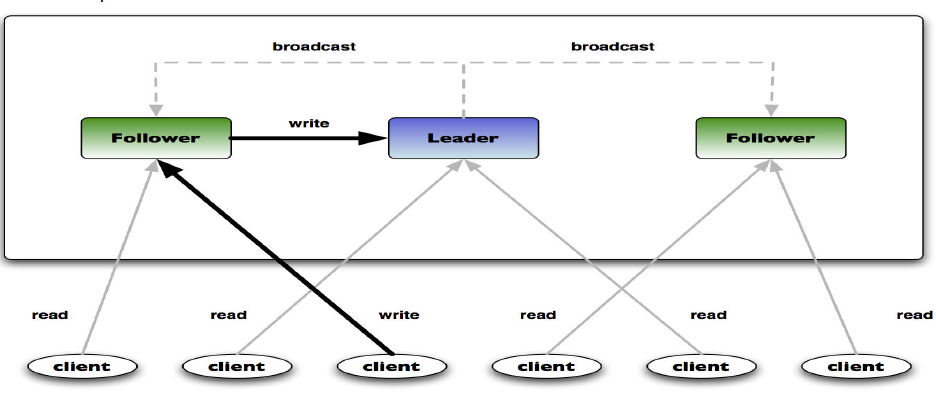 broadcast broadcast
Follower write Leader Follower
read read write read read read
client client client client client client